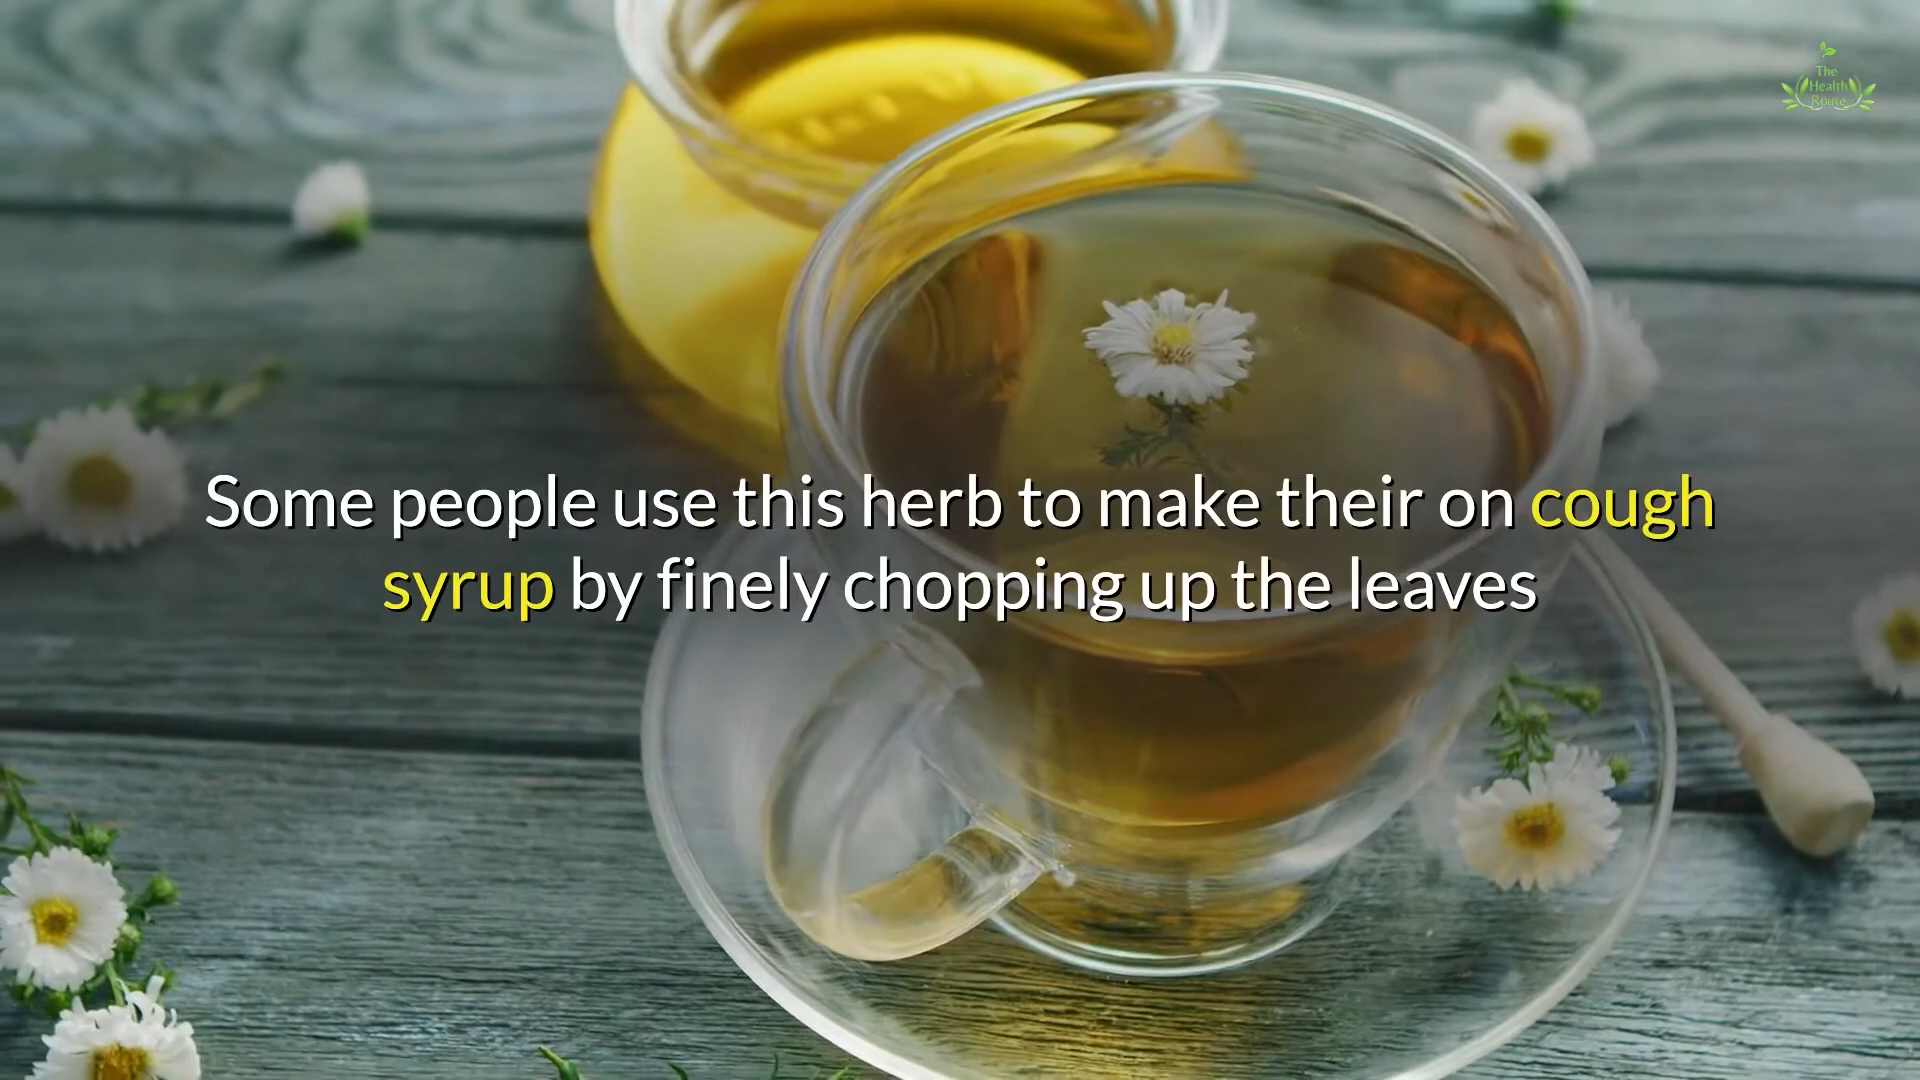 The
Health
Route
Some people use this herb to make their on cough
syrup by finely chopping up the leaves